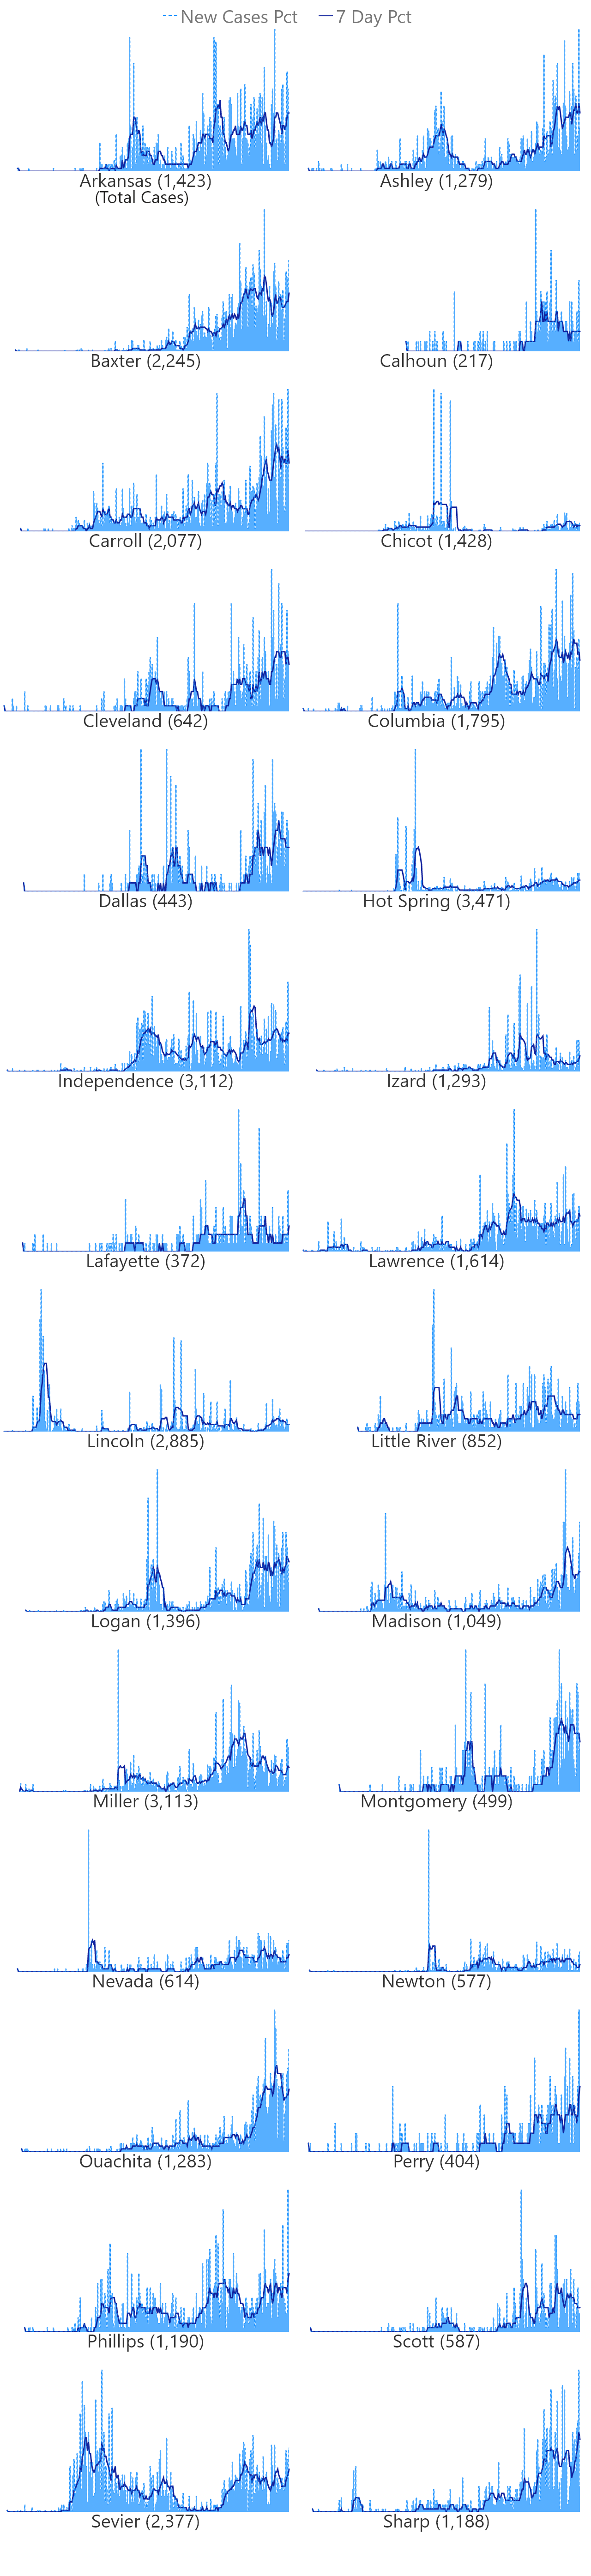 New Cases Pct 7 Day Pct
Arkansas (1,423) Ashley (1,279)
(Total Cases)
Baxter (2,245) Calhoun (217)
Carroll (2,077) Chicot (1,428)
Cleveland (642) Columbia (1,795)
Dallas (443) Hot Spring (3,471)
Independence (3,112) Izard (1,293)
Lafayette (372) Lawrence (1,614)
Lincoln (2,885) Little River (852)
Logan (1,396) Madison (1,049)
Miller (3,113) Montgomery (499)
Nevada (614) Newton (577)
Ouachita (1,283) Perry (404)
Phillips (1,190) Scott (587)
Sevier (2,377) Sharp (1,188)